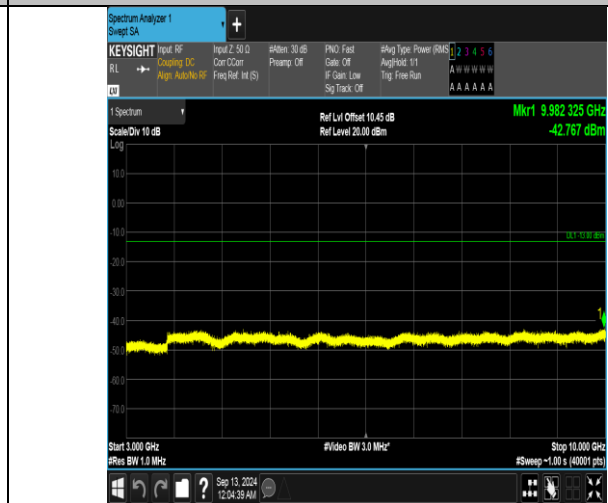 Spectrum Analyzer 1
Swept SA
+
KEYSIGHT Input: RF Input Z: 50 Ω #Atten: 30 dB PNO: Fast #Avg Type: Power (RMS 1 2 3 4 5 6
RL Coupling: DC Corr CCorr Preamp: Off Gate: Off Avg|Hold: 1/1 A W W W W W
Align: Auto/No RF Freq Ref: Int (S) IF Gain: Low Trig: Free Run
Sig Track: Off A A A A A A
1 Spectrum Ref Lvl Offset 10.45 dB Mkr1 9.982 325 GHz
Scale/Div 10 dB Ref Level 20.00 dBm -42.767 dBm
Log
10.0
0.00
-10.0
DL1 -13.00 dBm
-20.0
-30.0
-40.0
1
-50.0
-60.0
-70.0
Start 3.000 GHz #Video BW 3.0 MHz* Stop 10.000 GHz
#Res BW 1.0 MHz #Sweep ~1.00 s (40001 pts)
? Sep 13, 2024
12:04:39 AM